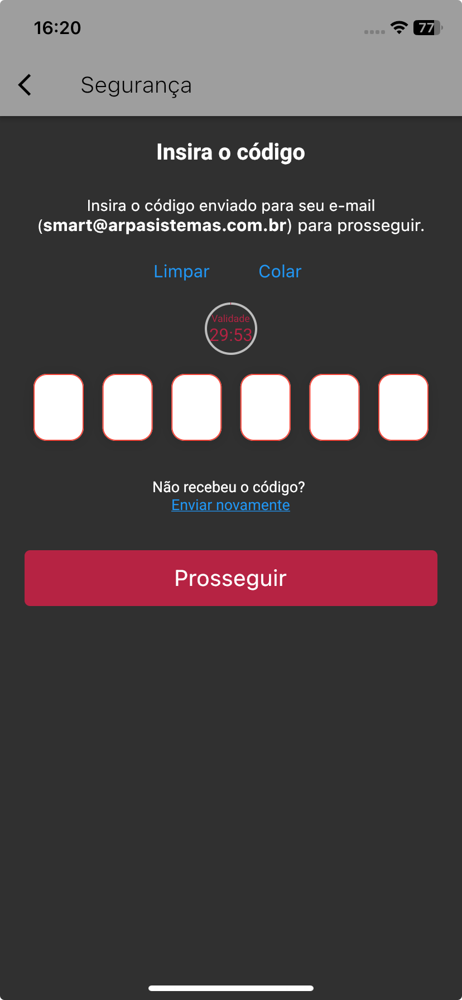 16:20
77
Segurança
Insira o código
Insira o código enviado para seu e-mail
(smart@arpasistemas.com.br) para prosseguir.
Limpar Colar
Validade
29:53
Não recebeu o código?
Enviar novamente
Prosseguir